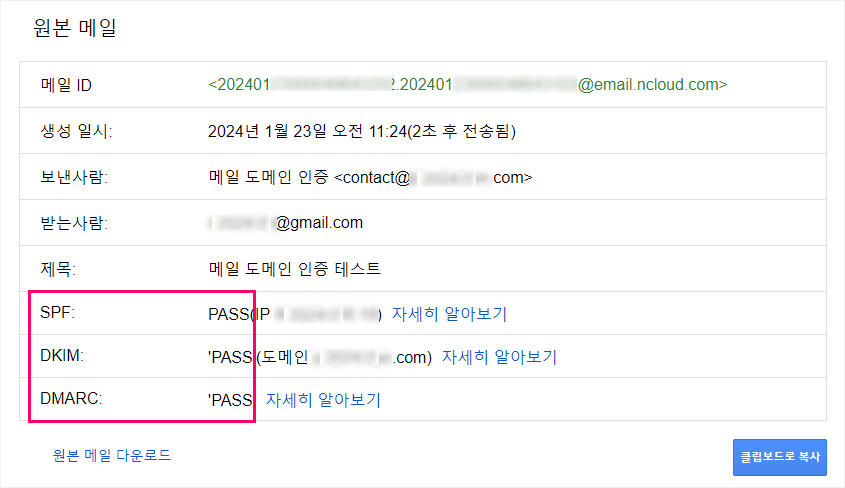 원본 메일
메일 ID <202401 2.202401 @email.ncloud.com>
생성 일시: 2024년 1월 23일 오전 11:24(2초 후 전송됨)
보낸사람: 메일 도메인 인증 <contact@ com>
받는사람: @gmail.com
제목: 메일 도메인 인증 테스트
SPF: PASS(IP ) 자세히 알아보기
DKIM: 'PASS(도메인 .com) 자세히 알아보기
DMARC: 'PASS 자세히 알아보기
원본 메일 다운로드 클립보드로 복사